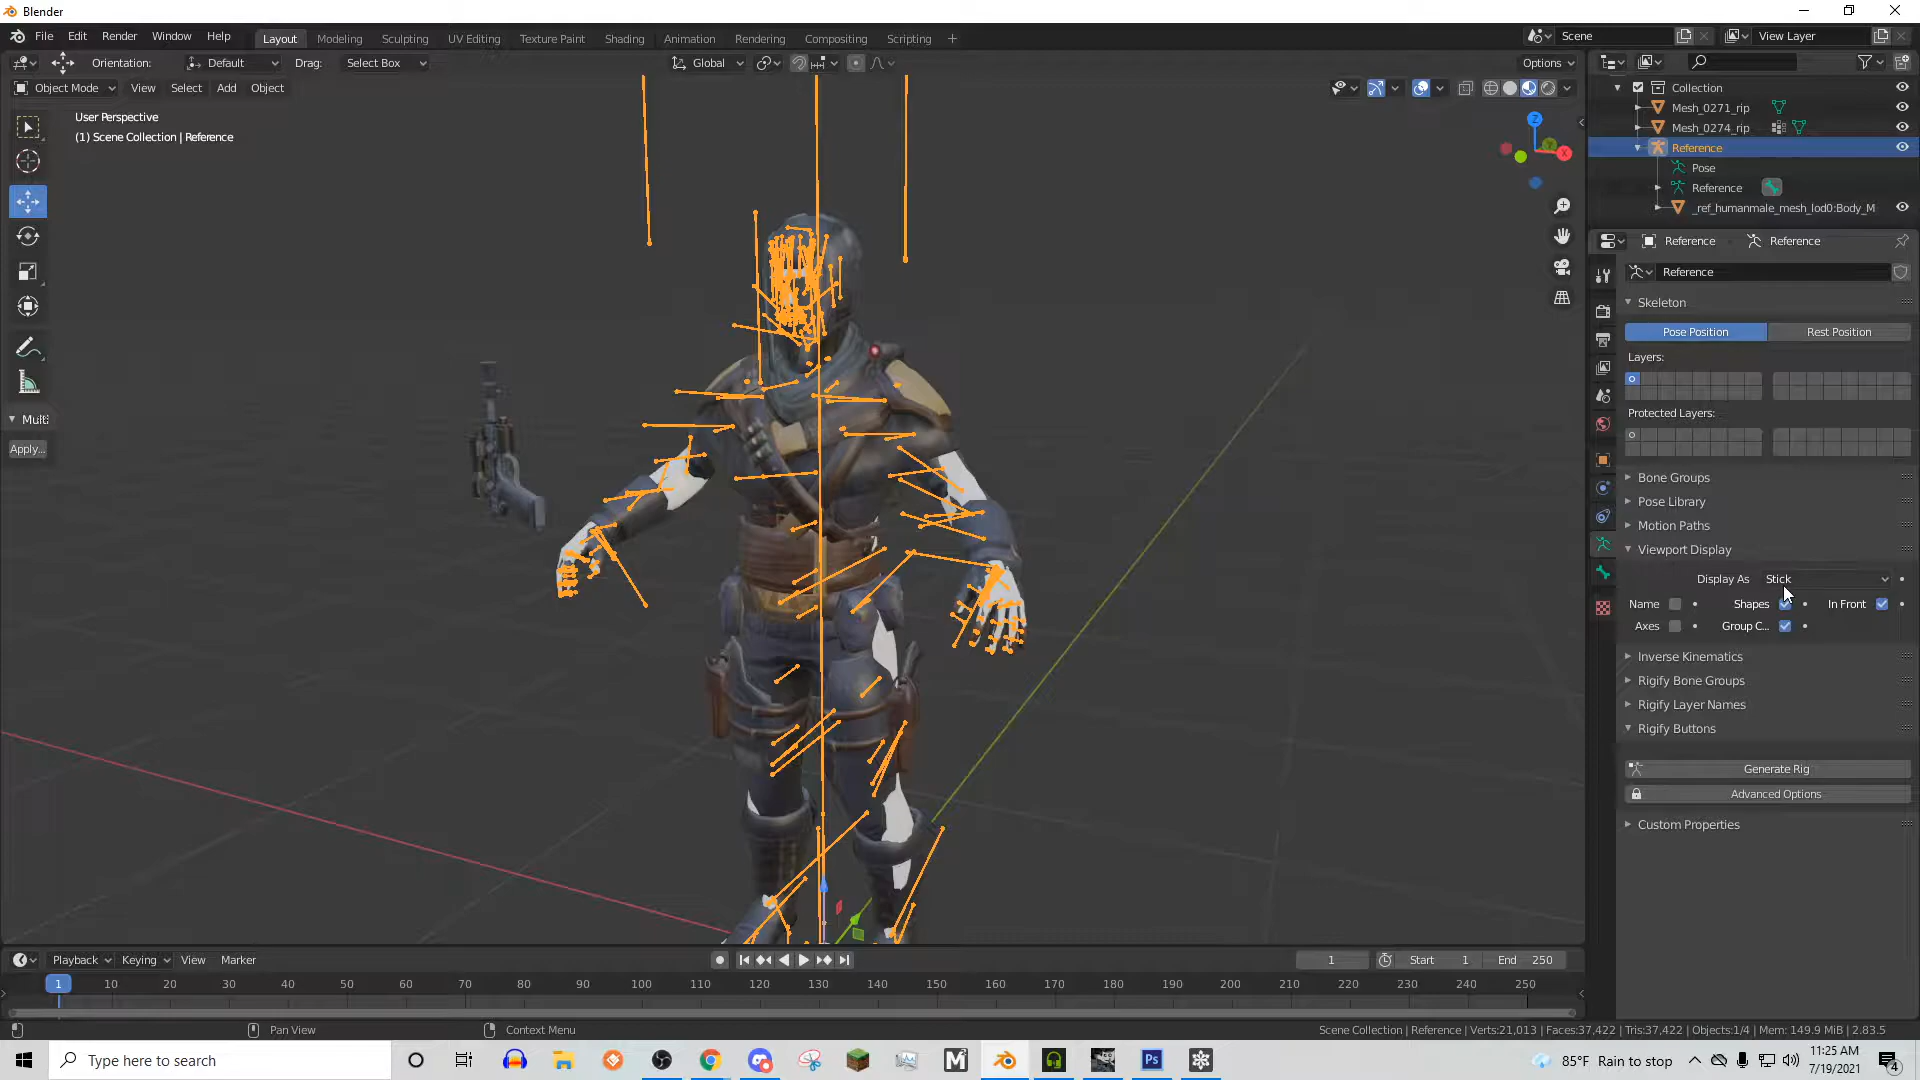 Blender
File Edit Render Window Help
Layout Modeling Sculpting UV Editing Texture Paint Shading Animation Rendering Compositing Scripting
Scene
View Layer
Orientation: Default Drag: Select Box
Global
Options
Object Mode View Select Add Object
User Perspective
(1) Scene Collection | Reference
Multi
Apply...
Z
X
Collection
Mesh_0271_rip
Mesh_0274_rip
Reference
Pose
Reference
_ref_humanmale_mesh_lod0:Body_M
Reference Reference
Reference
Skeleton
Pose Position Rest Position
Layers:
Protected Layers:
Bone Groups
Pose Library
Motion Paths
Viewport Display
Display As Stick
Name Shapes In Front
Axes Group C...
Inverse Kinematics
Rigify Bone Groups
Rigify Layer Names
Rigify Buttons
Generate Rig
Advanced Options
Custom Properties
Playback Keying View Marker
1 Start 1 End 250
1 10 20 30 40 50 60 70 80 90 100 110 120 130 140 150 160 170 180 190 200 210 220 230 240 250
Pan View Context Menu
Scene Collection | Reference | Verts:21,013 | Faces:37,422 | Tris:37,422 | Objects:1/4 | Mem: 149.9 MiB | 2.83.5
Type here to search
M
Ps
85°F Rain to stop
11:25 AM
7/19/2021
4